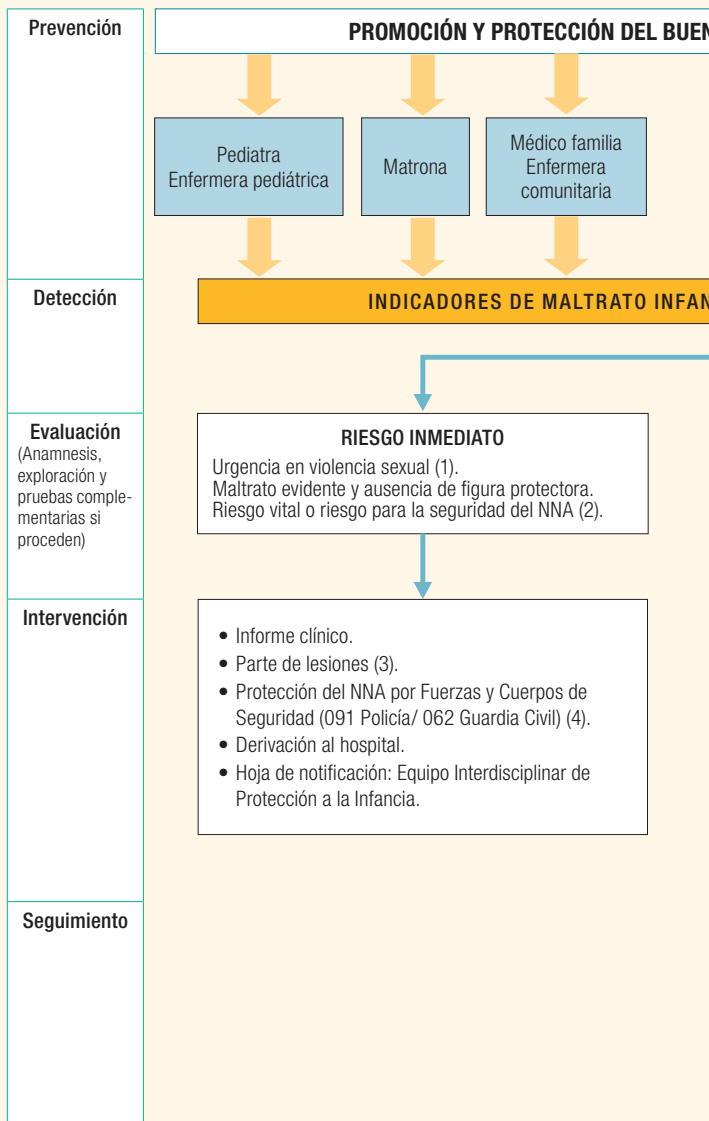 Prevención
PROMOCIÓN Y PROTECCIÓN DEL BUEN
Pediatra
Enfermera pediátrica
Matrona
Médico familia
Enfermera
comunitaria
Detección
INDICADORES DE MALTRATO INFAN
Evaluación
(Anamnesis,
exploración y
pruebas comple-
mentarias si
proceden)
RIESGO INMEDIATO
Urgencia en violencia sexual (1).
Maltrato evidente y ausencia de figura protectora.
Riesgo vital o riesgo para la seguridad del NNA (2).
Intervención
• Informe clínico.
• Parte de lesiones (3).
• Protección del NNA por Fuerzas y Cuerpos de
Seguridad (091 Policía/ 062 Guardia Civil) (4).
• Derivación al hospital.
• Hoja de notificación: Equipo Interdisciplinar de
Protección a la Infancia.
Seguimiento